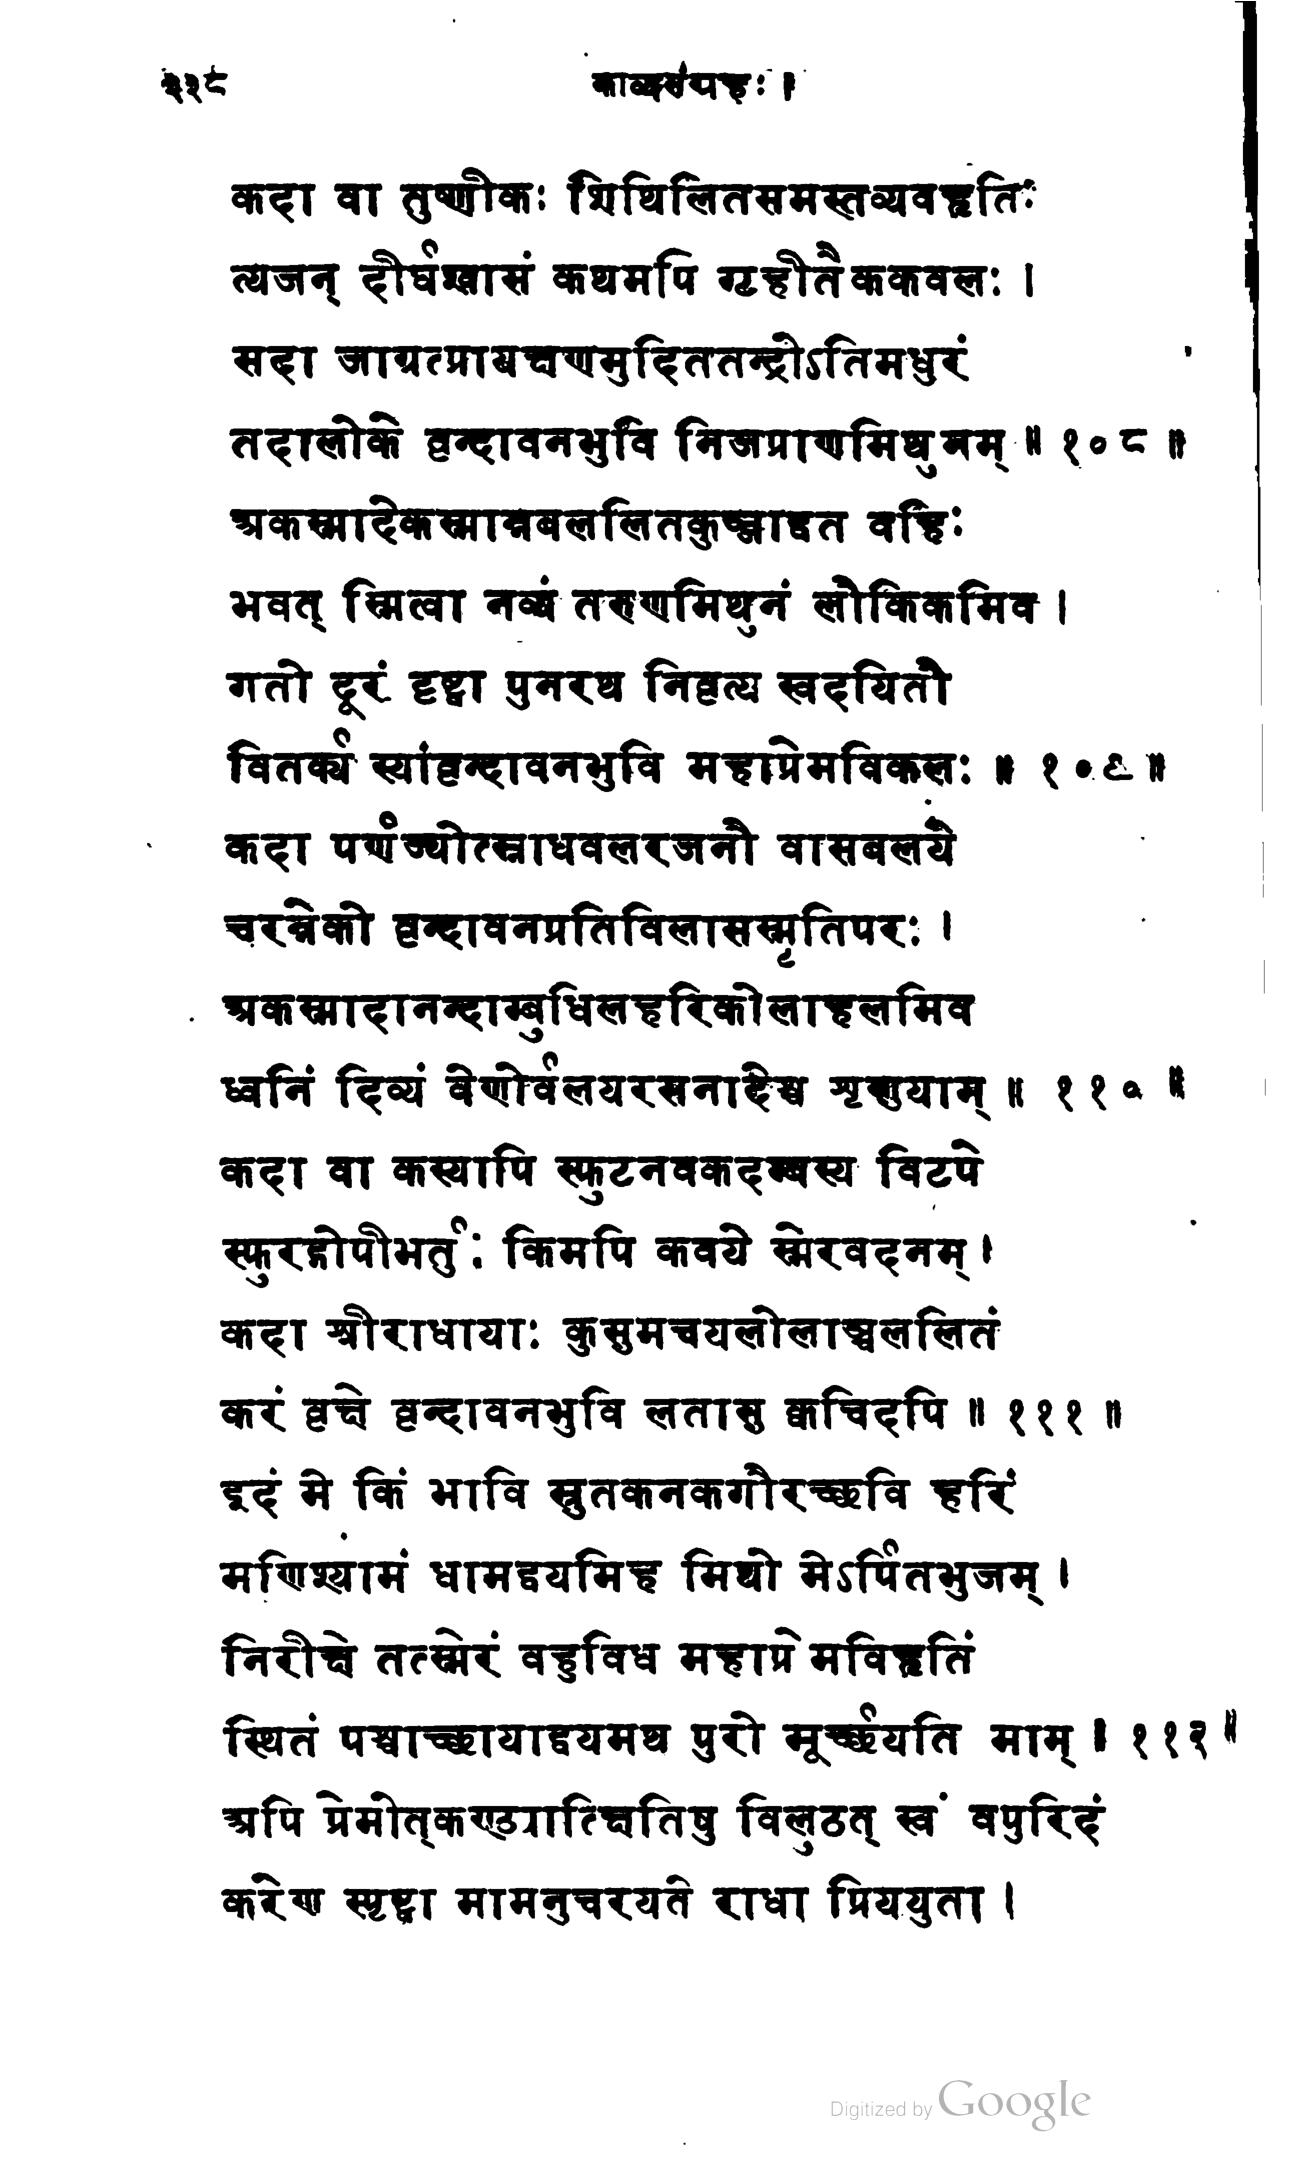 ३२८ काव्यसंग्रहः ।
कदा वा तुष्णीकः शिथिलितसमस्तव्यवहृतिः
त्यजन् दीर्घश्वासं कथमपि गृहीतैककवलः ।
सदा जाग्रत्प्रायक्षणमुदिततन्द्रोऽतिमधुरं
तदालोके वृन्दावनभुवि निजप्राणमिथुनम् ॥ १०८ ॥
अकस्मादेकस्मान्नवललितकुञ्जाद्वत वहिः
भवत् स्मित्वा नव्यं तरुणमिथुनं लौकिकमिव ।
गतो दूरं दृष्ट्वा पुनरथ निवृत्य स्वदयितौ
वितर्क्य स्यांवृन्दावनभुवि महाप्रेमविकलः ॥ १०९ ॥
कदा पर्णज्योत्स्नाधवलरजनौ वासबलये
चरन्नेको वृन्दावनप्रतिविलासस्मृतिपरः ।
अकस्मादानन्दाम्बुधिलहरिकोलाहलमिव
ध्वनिं दिव्यं वेणोर्वलयरसनादेश्च शृणुयाम् ॥ ११० ॥
कदा वा कस्यापि स्फुटनवकदम्बस्य विटपे
स्फुरद्गोपीभर्तुः किमपि कवये स्मेरवदनम् ।
कदा श्रीराधायाः कुसुमचयलोलाञ्चललितं
करं वृक्षे वृन्दावनभुवि लतासु क्वचिदपि ॥ १११ ॥
इदं मे किं भावि स्नुतकनकगौरच्छवि हरिं
मणिश्यामं धामद्वयमिह मिथो मेऽर्पितभुजम् ।
निरीक्षे तत्स्मेरं वहुविध महाप्रेमविहृतिं
स्थितं पश्चाच्छायाद्वयमथ पुरो मूर्च्छयति माम् ॥ ११२ ॥
अपि प्रेमोत्कण्ठ्यात्क्षितिषु विलुठत् स्वं वपुरिदं
करेण स्पृष्ट्वा मामनुचरयते राधा प्रिययुता ।
Digitized by Google